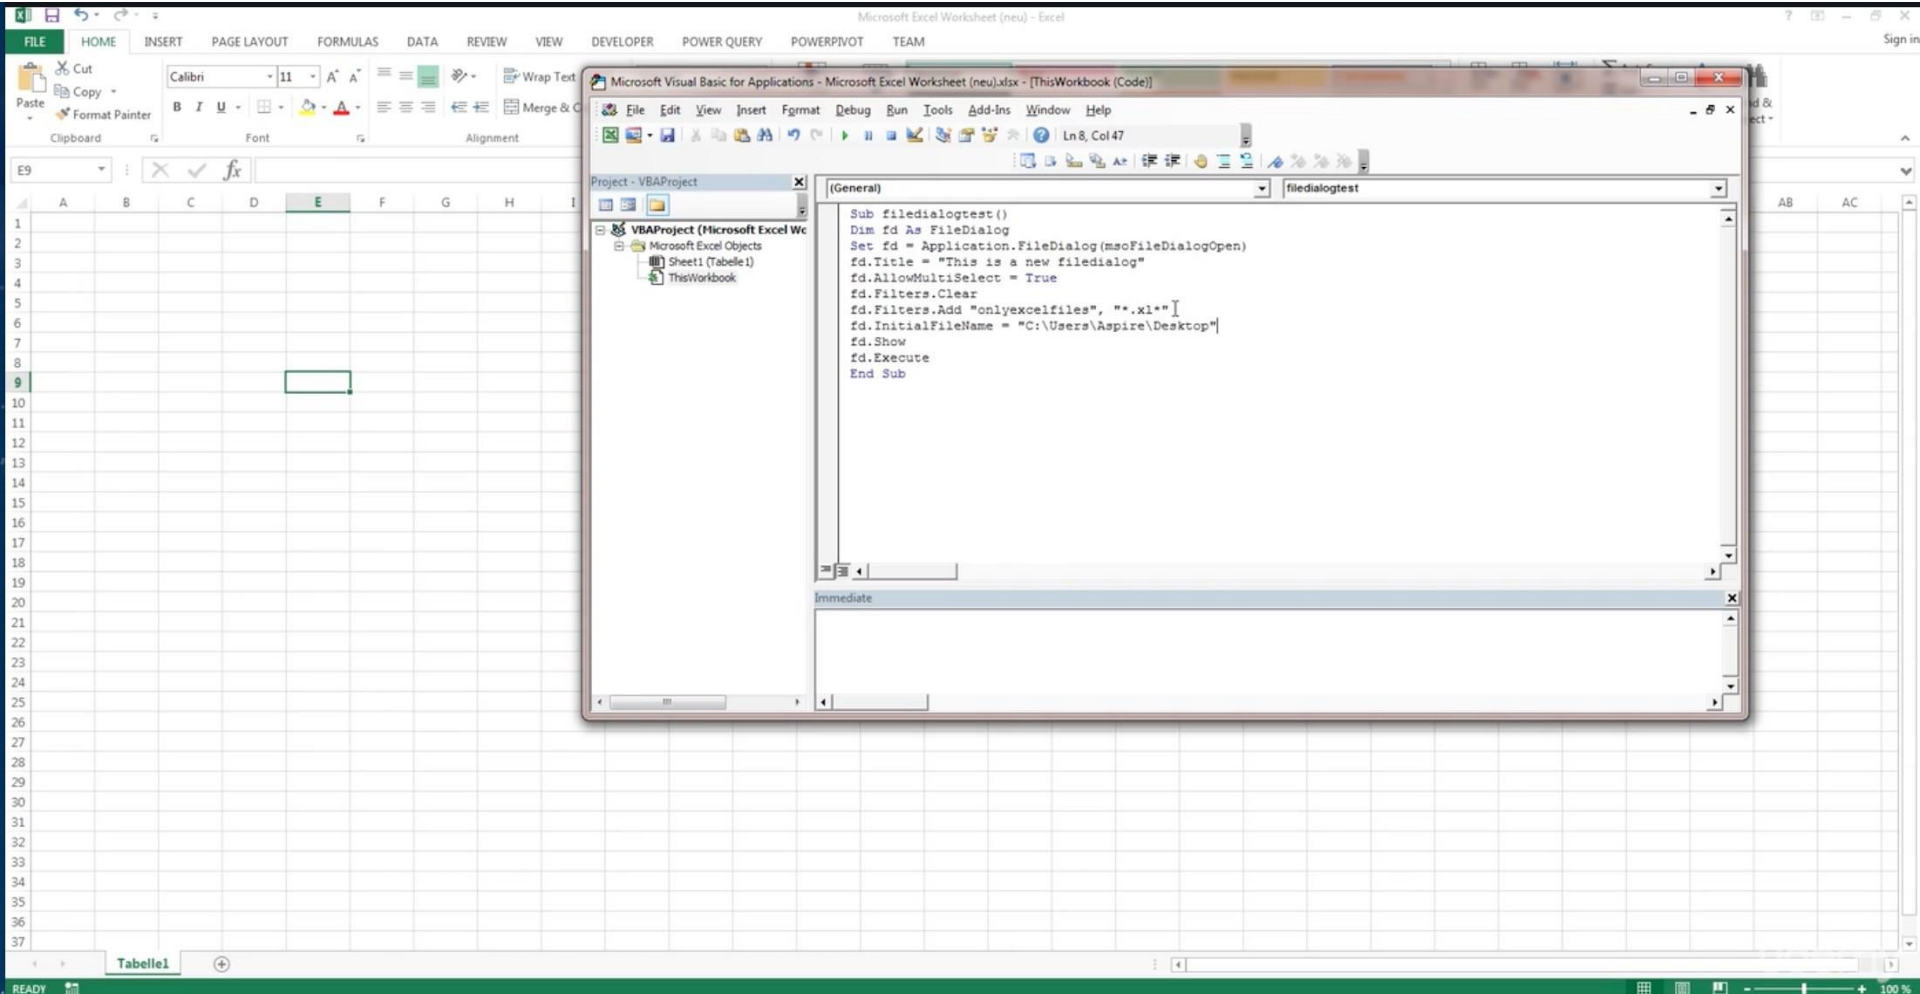 Microsoft Excel Worksheet (neu) - Excel
FILE HOME INSERT PAGE LAYOUT FORMULAS DATA REVIEW VIEW DEVELOPER POWER QUERY POWERPIVOT TEAM
Sign in
Paste
Cut
Copy
Format Painter
Calibri 11
B I U
Wrap Text
Merge & C
Clipboard Font Alignment
E9
fx
A B C D E F G H I AB AC
1
2
3
4
5
6
7
8
9
10
11
12
13
14
15
16
17
18
19
20
21
22
23
24
25
26
27
28
29
30
31
32
33
34
35
36
37
Microsoft Visual Basic for Applications - Microsoft Excel Worksheet (neu).xlsx - [ThisWorkbook (Code)]
File Edit View Insert Format Debug Run Tools Add-Ins Window Help
Ln 8, Col 47
Project - VBAProject
VBAProject (Microsoft Excel Wo
Microsoft Excel Objects
Sheet1 (Tabelle1)
ThisWorkbook
(General) filedialogtest
Sub filedialogtest()
Dim fd As FileDialog
Set fd = Application.FileDialog(msoFileDialogOpen)
fd.Title = "This is a new filedialog"
fd.AllowMultiSelect = True
fd.Filters.Clear
fd.Filters.Add "onlyexcelfiles", "*.xl*"
fd.InitialFileName = "C:\Users\Aspire\Desktop"
fd.Show
fd.Execute
End Sub
Immediate
Tabelle1
READY
100 %